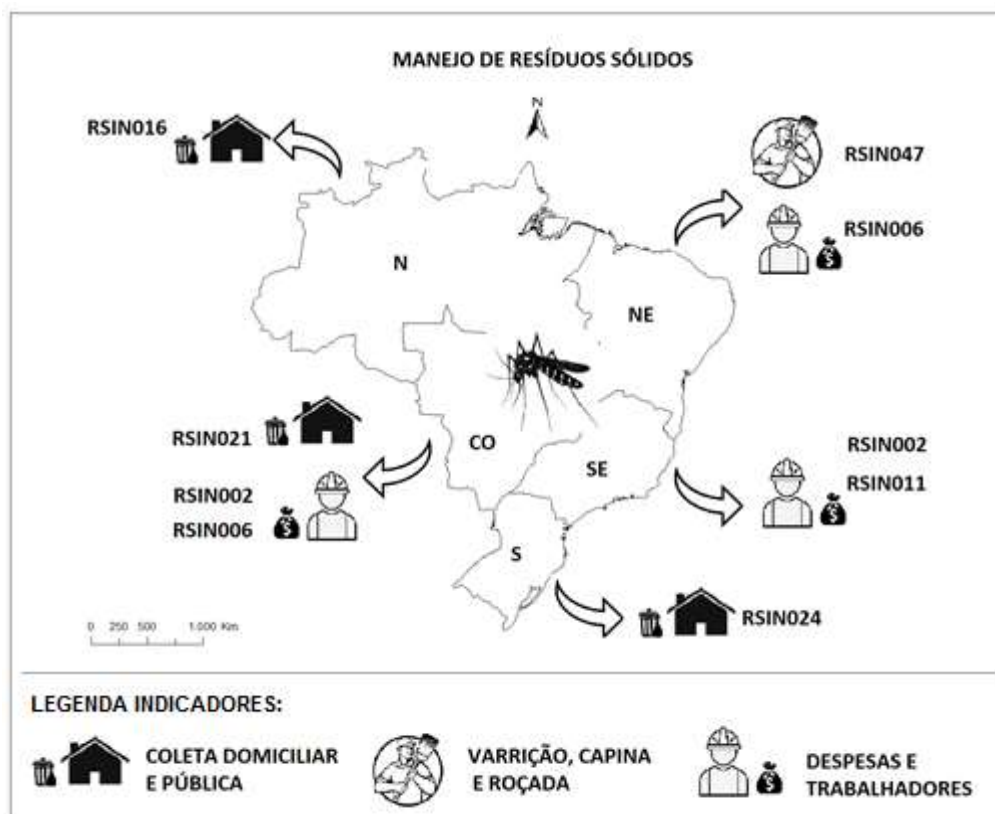 MANEJO DE RESÍDUOS SÓLIDOS
N
RSIN016
RSIN047
RSIN006
N
NE
RSIN021
CO
RSIN002
RSIN002
SE
RSIN011
RSIN006
S
RSIN024
0 250 500 1.000 Km
LEGENDA INDICADORES:
COLETA DOMICILIAR
E PÚBLICA
VARRIÇÃO, CAPINA
E ROÇADA
DESPESAS E
TRABALHADORES